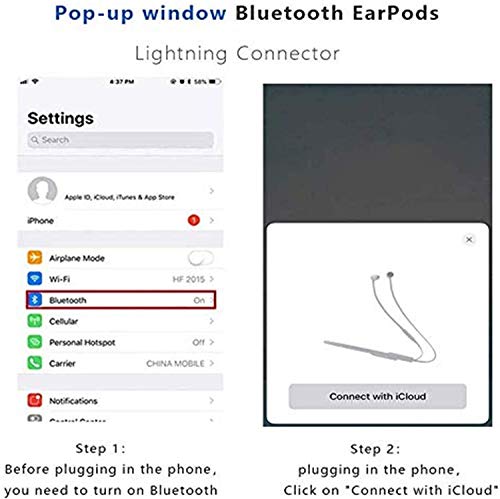 Pop-up window Bluetooth EarPods
Lightning Connector
4:37 PM
58%
Settings
Search
Apple ID, iCloud, iTunes & App Store
iPhone
1
Airplane Mode
Wi-Fi
HF 2015
Bluetooth
On
Cellular
Personal Hotspot
Off
Carrier
CHINA MOBILE
Notifications
Control Center
Connect with iCloud
Step 1:
Before plugging in the phone,
you need to turn on Bluetooth
Step 2:
plugging in the phone,
Click on "Connect with iCloud"